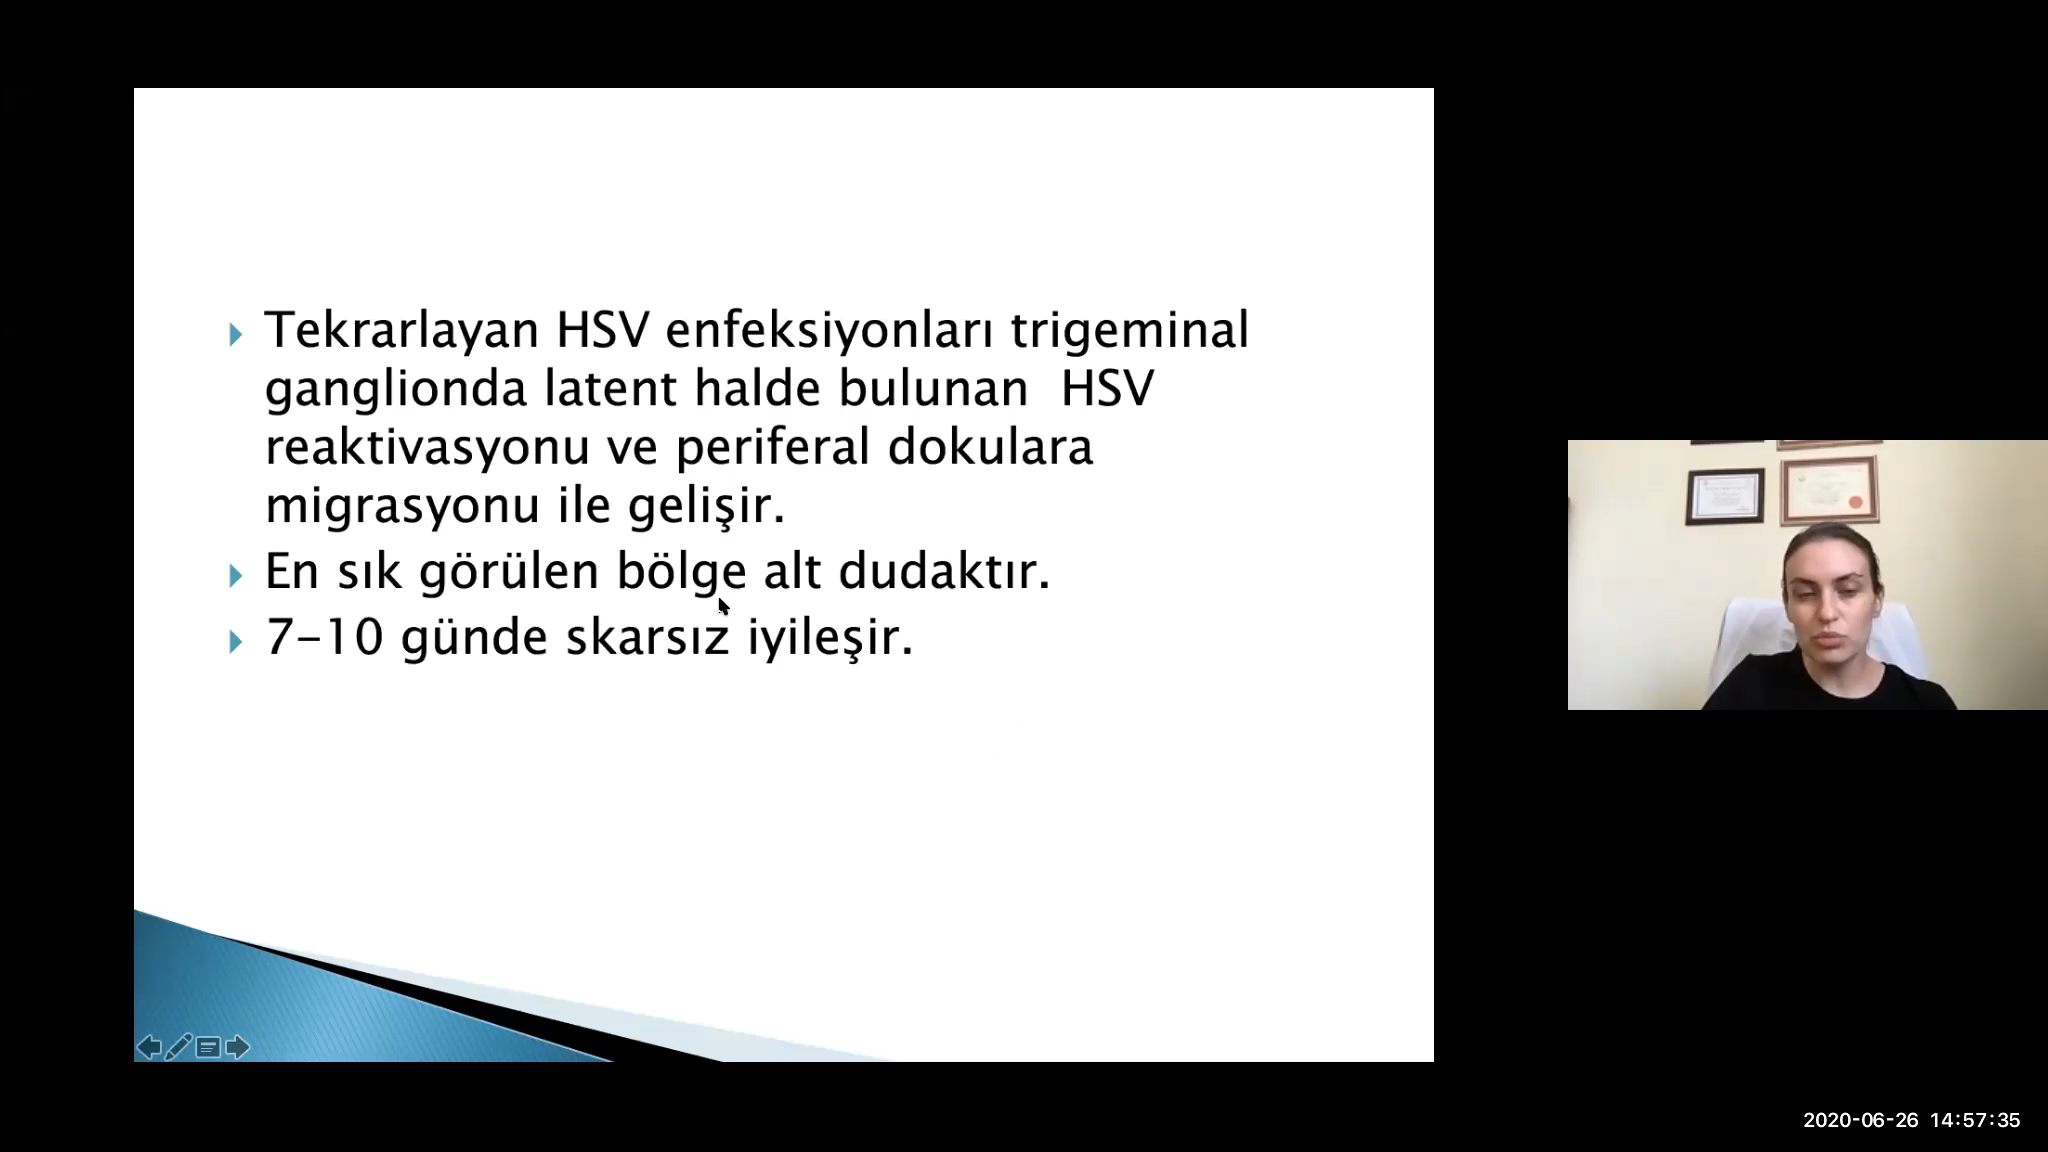 Tekrarlayan HSV enfeksiyonları trigeminal
ganglionda latent halde bulunan  HSV
reaktivasyonu ve periferal dokulara
migrasyonu ile gelişir.
En sık görülen bölge alt dudaktır.
7-10 günde skarsız iyileşir.
2020-06-26 14:57:35